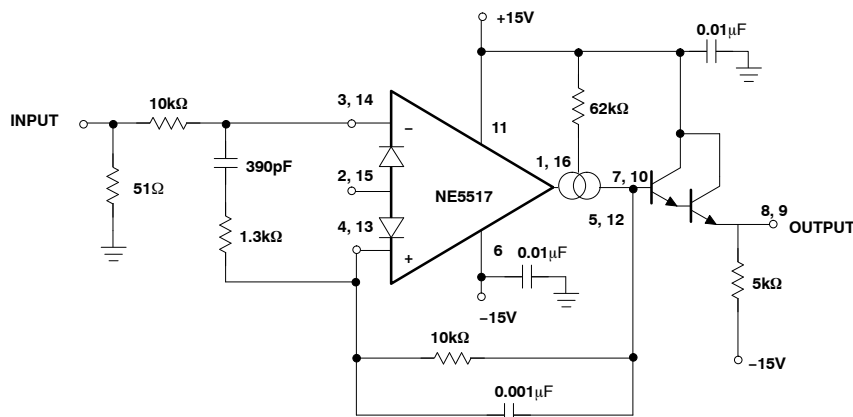 +15V
0.01μF
62kΩ
3, 14
10kΩ
INPUT
–
11
390pF
51Ω
2, 15
1, 16
7, 10
NE5517
4, 13
5, 12
8, 9
OUTPUT
1.3kΩ
+
6
0.01μF
5kΩ
−15V
10kΩ
−15V
0.001μF